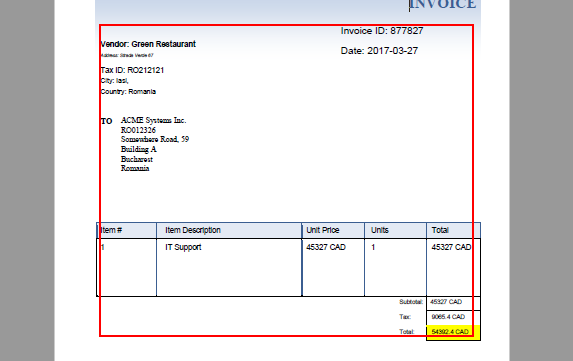 INVOICE
Invoice ID: 877827
Vendor: Green Restaurant
Date: 2017-03-27
Address: Strada Verde 67
Tax ID: RO212121
City: Iasi,
Country: Romania
TO ACME Systems Inc.
RO012326
Somewhere Road, 59
Building A
Bucharest
Romania
Item # Item Description Unit Price Units Total
1 IT Support 45327 CAD 1 45327 CAD
Subtotal: 45327 CAD
Tax: 9065.4 CAD
Total: 54392.4 CAD